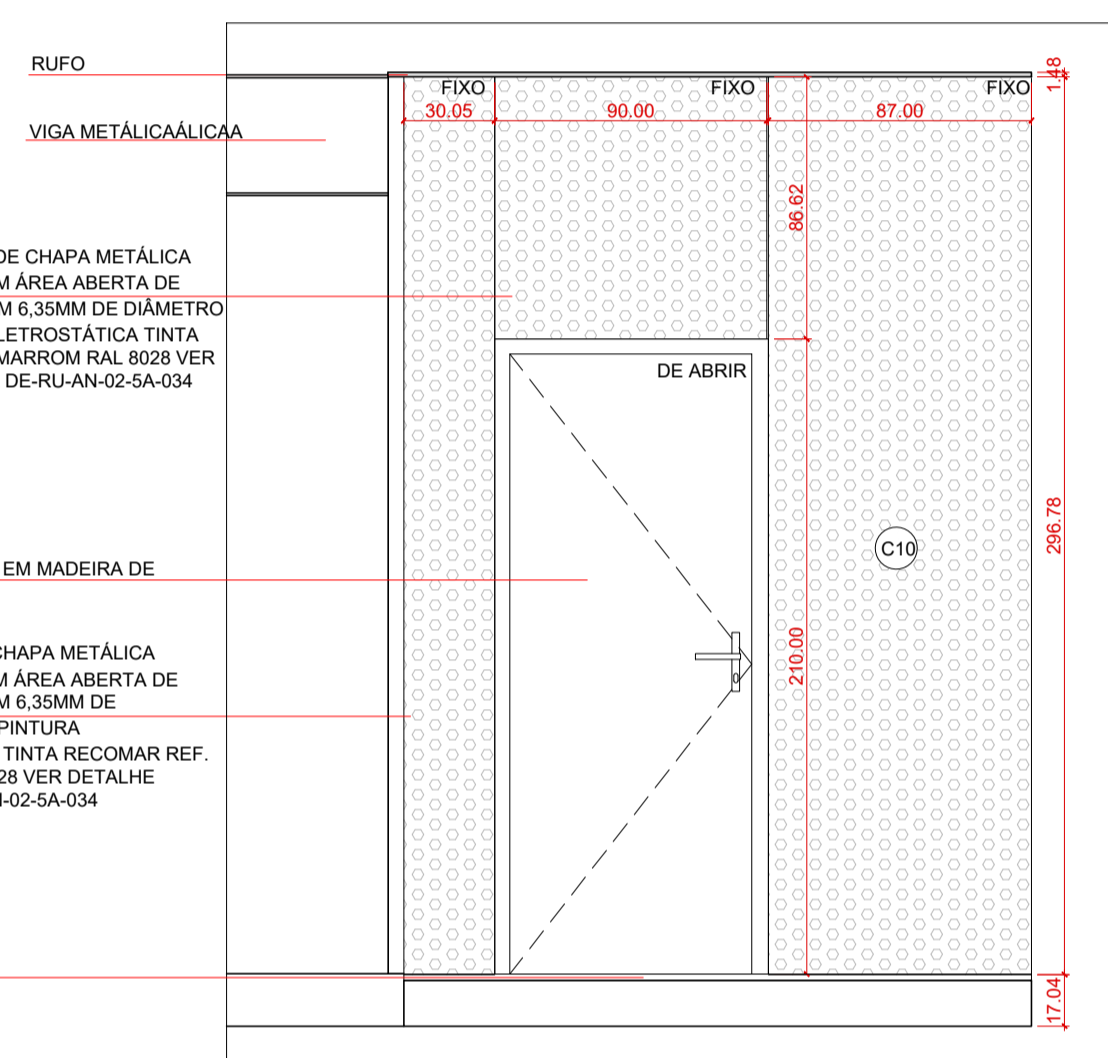 RUFO
VIGA METÁLICAÁLICAA
DE CHAPA METÁLICA
M ÁREA ABERTA DE
M 6,35MM DE DIÂMETRO
LETROSTÁTICA TINTA
MARROM RAL 8028 VER
DE-RU-AN-02-5A-034
EM MADEIRA DE
CHAPA METÁLICA
M ÁREA ABERTA DE
M 6,35MM DE
PINTURA
TINTA RECOMAR REF.
28 VER DETALHE
-02-5A-034
FIXO
FIXO
FIXO
30.05
90.00
87.00
1.48
86.62
DE ABRIR
C10
296.78
210.00
17.04